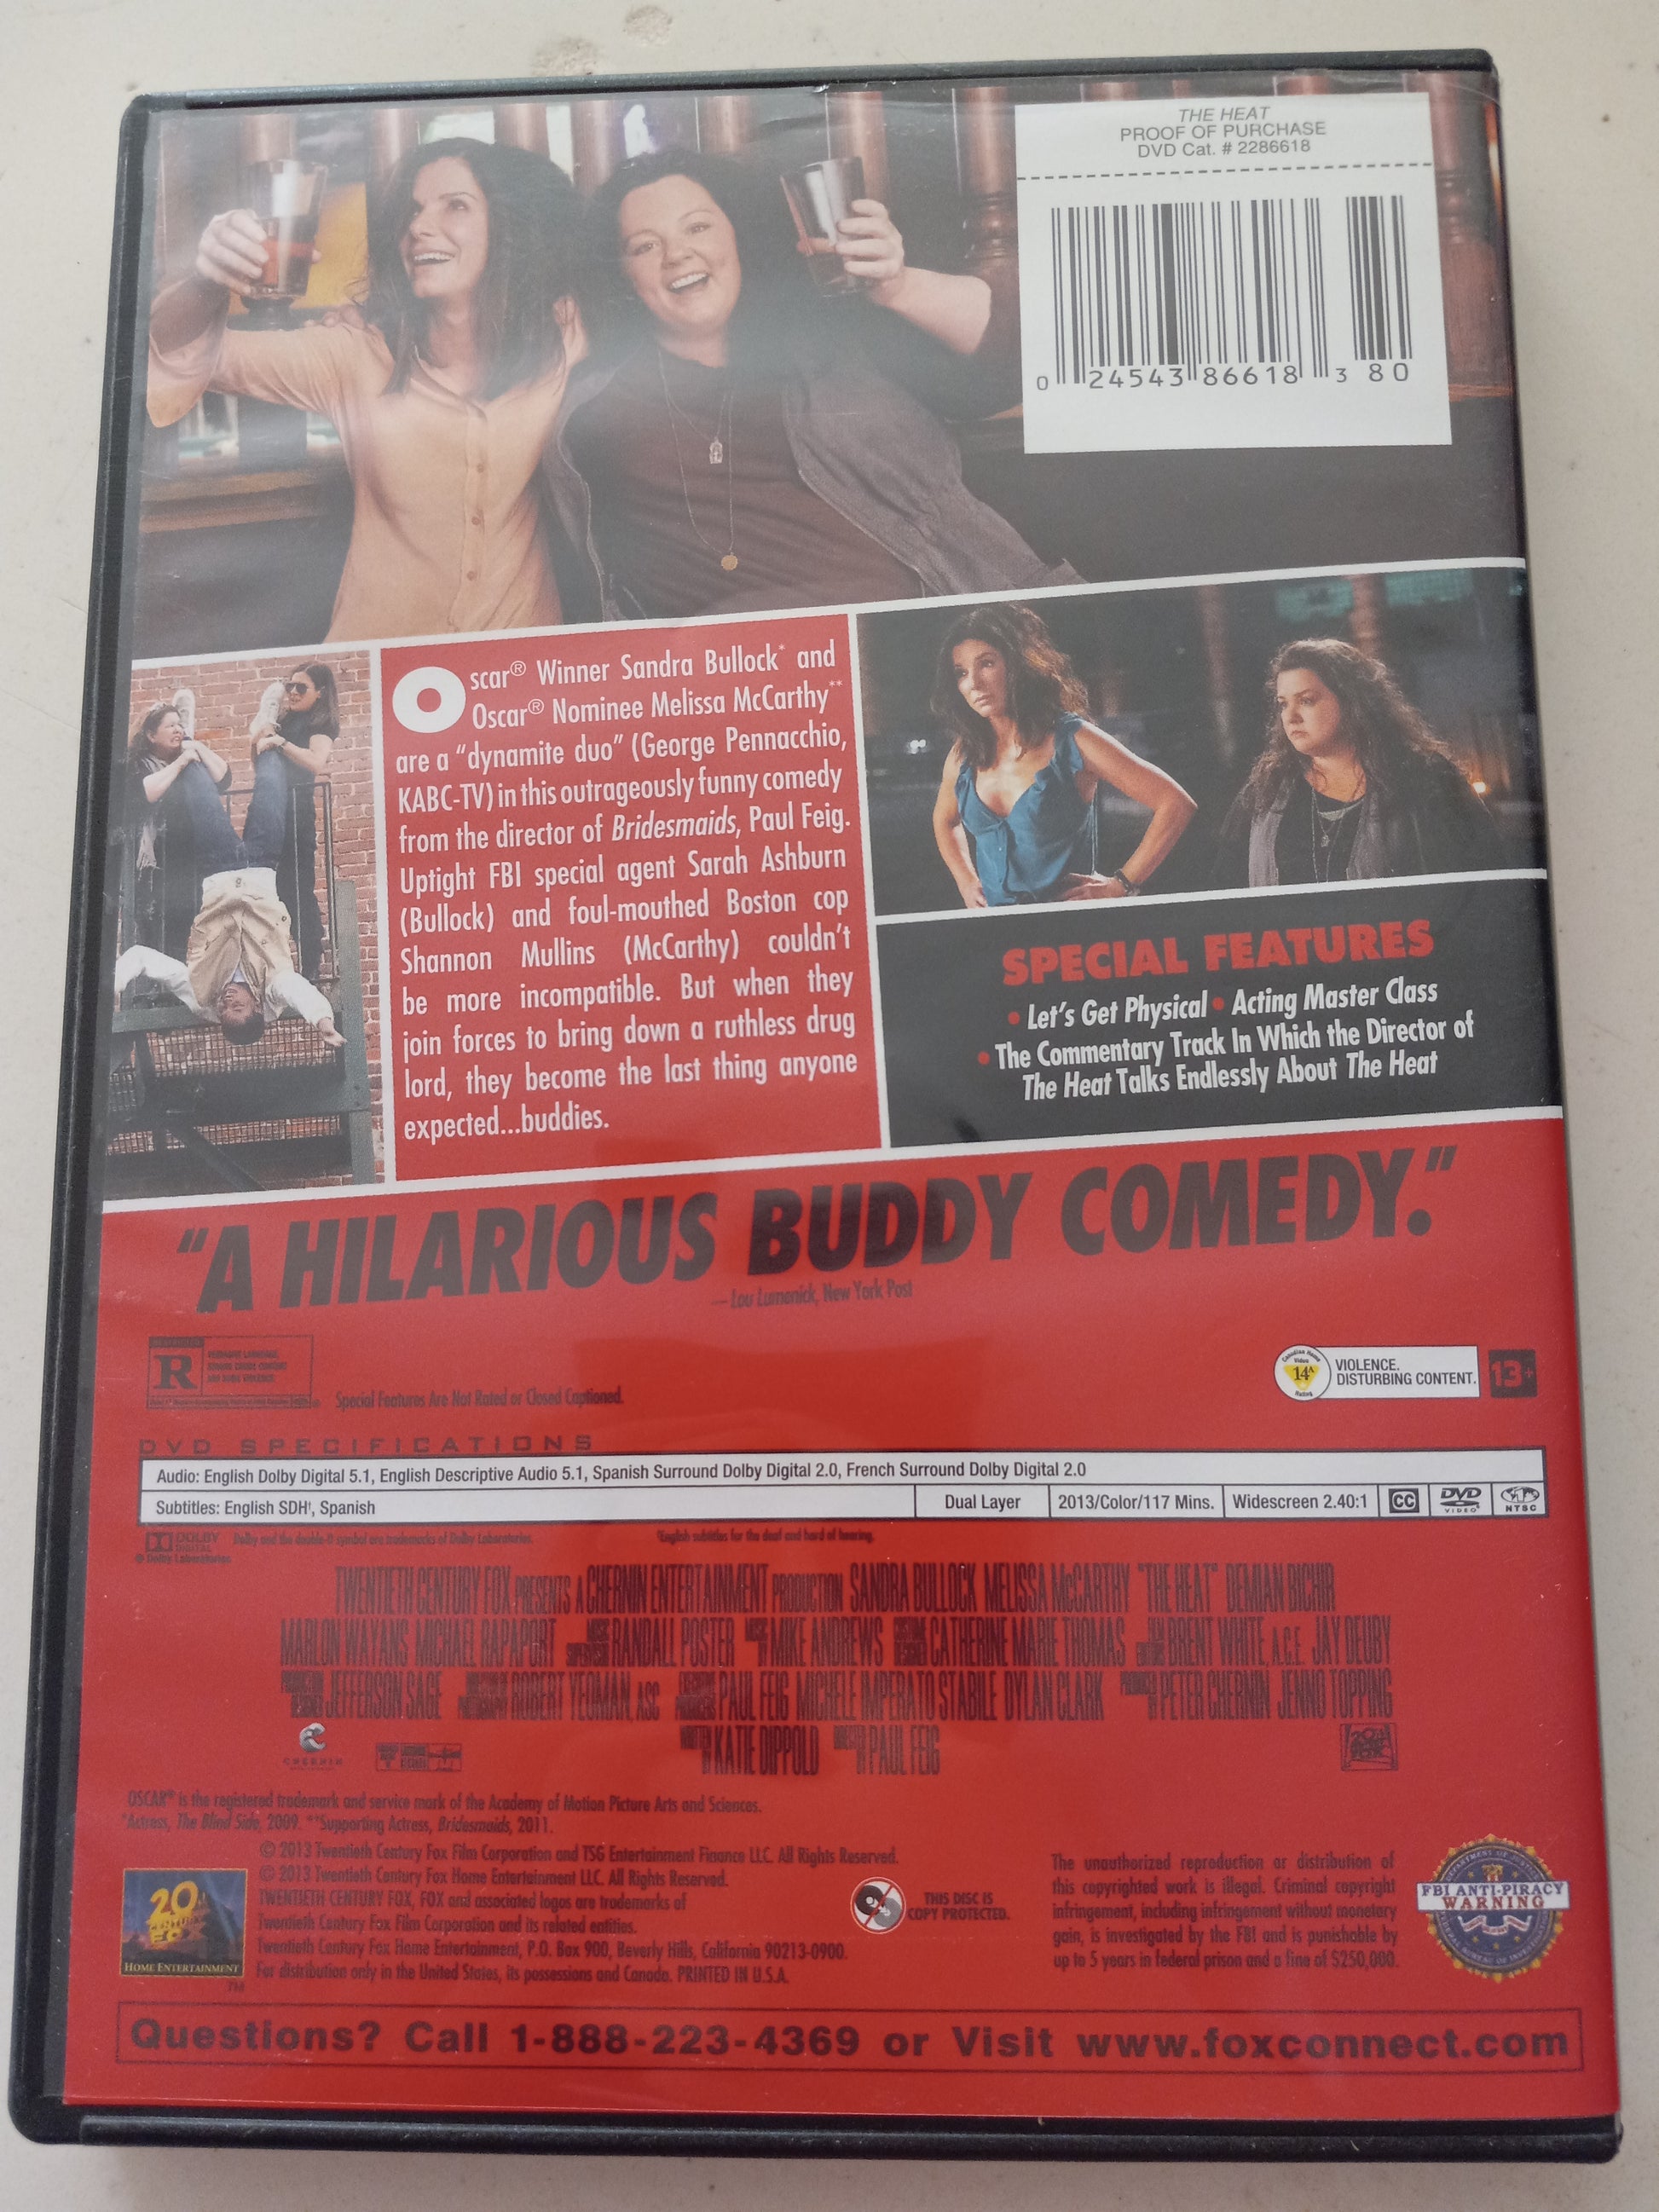 THE HEAT
PROOF OF PURCHASE
DVD Cat. # 2286618
0 24543 86618 3 80
Oscar® Winner Sandra Bullock* and
Oscar® Nominee Melissa McCarthy**
are a “dynamite duo” (George Pennacchio,
KABC-TV) in this outrageously funny comedy
from the director of Bridesmaids, Paul Feig.
Uptight FBI special agent Sarah Ashburn
(Bullock) and foul-mouthed Boston cop
Shannon Mullins (McCarthy) couldn’t
be more incompatible. But when they
join forces to bring down a ruthless drug
lord, they become the last thing anyone
expected...buddies.
SPECIAL FEATURES
• Let’s Get Physical • Acting Master Class
• The Commentary Track In Which the Director of
The Heat Talks Endlessly About The Heat
“A HILARIOUS BUDDY COMEDY.”
— Lou Lumenick, New York Post
R
Special Features Are Not Rated or Closed Captioned.
Canadian Home Video Rating
14A
VIOLENCE.
DISTURBING CONTENT.
13+
DVD SPECIFICATIONS
Audio: English Dolby Digital 5.1, English Descriptive Audio 5.1, Spanish Surround Dolby Digital 2.0, French Surround Dolby Digital 2.0
Subtitles: English SDH†, Spanish
Dual Layer
2013/Color/117 Mins.
Widescreen 2.40:1
CC
DVD VIDEO
NTSC
DOLBY DIGITAL
Dolby and the double-D symbol are trademarks of Dolby Laboratories.
†English subtitles for the deaf and hard of hearing.
© Dolby Laboratories
TWENTIETH CENTURY FOX PRESENTS A CHERNIN ENTERTAINMENT PRODUCTION SANDRA BULLOCK MELISSA McCARTHY "THE HEAT" DEMIAN BICHIR
MARLON WAYANS MICHAEL RAPAPORT RANDALL POSTER MIKE ANDREWS CATHERINE MARIE THOMAS BRENT WHITE, A.C.E. JAY DEUBY
JEFFERSON SAGE ROBERT YEOMAN, ASC PAUL FEIG MICHELE IMPERATO STABILE DYLAN CLARK PETER CHERNIN JENNO TOPPING
KATIE DIPPOLD PAUL FEIG
CHERNIN
OSCAR® is the registered trademark and service mark of the Academy of Motion Picture Arts and Sciences.
*Actress, The Blind Side, 2009. **Supporting Actress, Bridesmaids, 2011.
© 2013 Twentieth Century Fox Film Corporation and TSG Entertainment Finance LLC. All Rights Reserved.
© 2013 Twentieth Century Fox Home Entertainment LLC. All Rights Reserved.
TWENTIETH CENTURY FOX, FOX and associated logos are trademarks of
Twentieth Century Fox Film Corporation and its related entities.
Twentieth Century Fox Home Entertainment, P.O. Box 900, Beverly Hills, California 90213-0900.
For distribution only in the United States, its possessions and Canada. PRINTED IN U.S.A.
20th CENTURY FOX
HOME ENTERTAINMENT
TM
THIS DISC IS
COPY PROTECTED.
The unauthorized reproduction or distribution of
this copyrighted work is illegal. Criminal copyright
infringement, including infringement without monetary
gain, is investigated by the FBI and is punishable by
up to 5 years in federal prison and a fine of $250,000.
FBI ANTI-PIRACY
WARNING
Questions? Call 1-888-223-4369 or Visit www.foxconnect.com